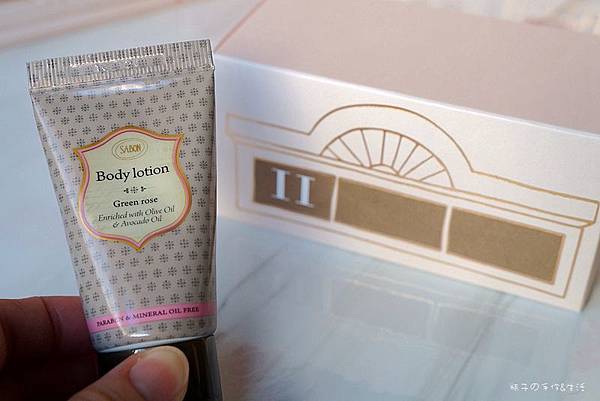 SABON
Body lotion
Green rose
Enriched with Olive Oil
& Avocado Oil
PARABEN & MINERAL OIL FREE
II